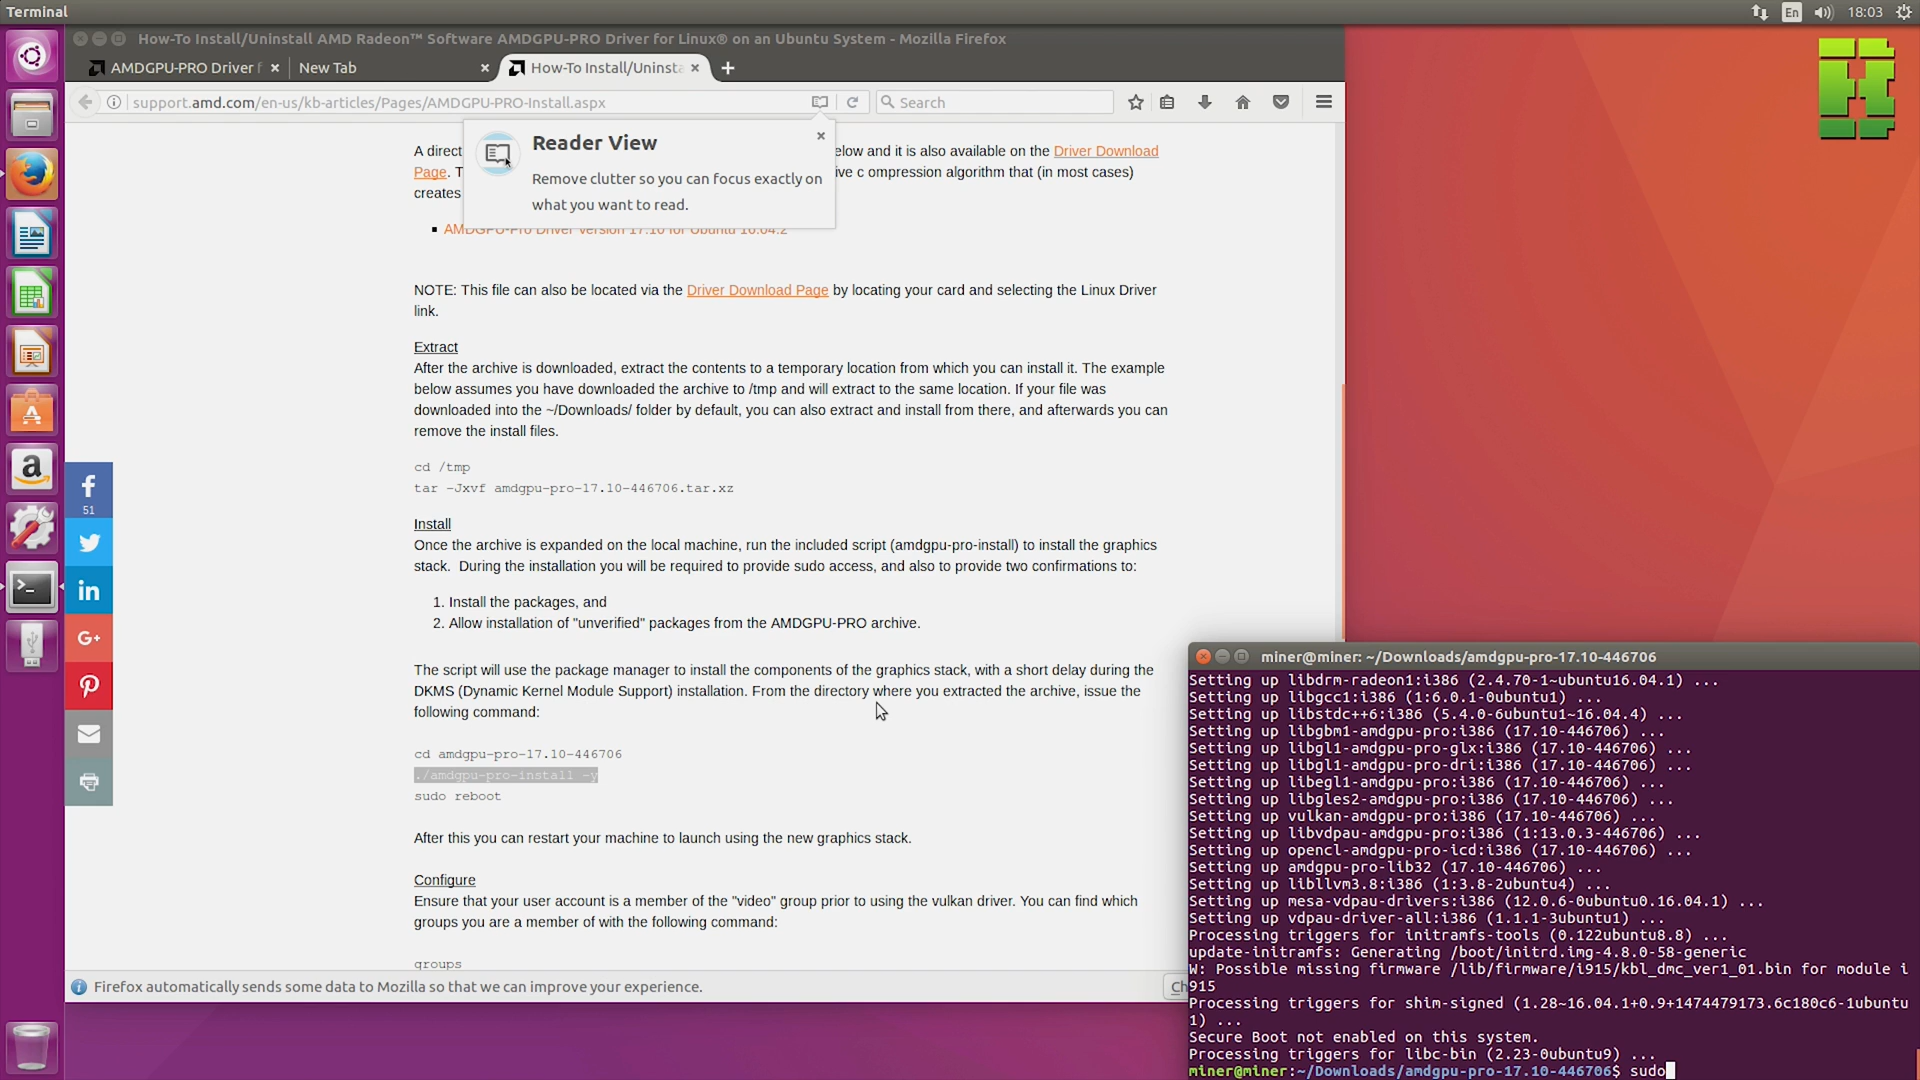 Terminal
En
18:03
How-To Install/Uninstall AMD Radeon™ Software AMDGPU-PRO Driver for Linux® on an Ubuntu System - Mozilla Firefox
AMDGPU-PRO Driver f
New Tab
How-To Install/Uninsta
support.amd.com/en-us/kb-articles/Pages/AMDGPU-PRO-Install.aspx
Search
Reader View
Remove clutter so you can focus exactly on
what you want to read.
A direct
elow and it is also available on the Driver Download
Page. T
ive c ompression algorithm that (in most cases)
creates
AMDGPU-Pro Driver Version 17.10 for Ubuntu 16.04.2
NOTE: This file can also be located via the Driver Download Page by locating your card and selecting the Linux Driver
link.
Extract
After the archive is downloaded, extract the contents to a temporary location from which you can install it. The example
below assumes you have downloaded the archive to /tmp and will extract to the same location. If your file was
downloaded into the ~/Downloads/ folder by default, you can also extract and install from there, and afterwards you can
remove the install files.
cd /tmp
tar -Jxvf amdgpu-pro-17.10-446706.tar.xz
Install
Once the archive is expanded on the local machine, run the included script (amdgpu-pro-install) to install the graphics
stack. During the installation you will be required to provide sudo access, and also to provide two confirmations to:
1. Install the packages, and
2. Allow installation of "unverified" packages from the AMDGPU-PRO archive.
The script will use the package manager to install the components of the graphics stack, with a short delay during the
DKMS (Dynamic Kernel Module Support) installation. From the directory where you extracted the archive, issue the
following command:
cd amdgpu-pro-17.10-446706
./amdgpu-pro-install -y
sudo reboot
After this you can restart your machine to launch using the new graphics stack.
Configure
Ensure that your user account is a member of the "video" group prior to using the vulkan driver. You can find which
groups you are a member of with the following command:
groups
51
Firefox automatically sends some data to Mozilla so that we can improve your experience.
Ch
miner@miner: ~/Downloads/amdgpu-pro-17.10-446706
Setting up libdrm-radeon1:i386 (2.4.70-1~ubuntu16.04.1) ...
Setting up libgcc1:i386 (1:6.0.1-0ubuntu1) ...
Setting up libstdc++6:i386 (5.4.0-6ubuntu1~16.04.4) ...
Setting up libgbm1-amdgpu-pro:i386 (17.10-446706) ...
Setting up libgl1-amdgpu-pro-glx:i386 (17.10-446706) ...
Setting up libgl1-amdgpu-pro-dri:i386 (17.10-446706) ...
Setting up libegl1-amdgpu-pro:i386 (17.10-446706) ...
Setting up libgles2-amdgpu-pro:i386 (17.10-446706) ...
Setting up vulkan-amdgpu-pro:i386 (17.10-446706) ...
Setting up libvdpau-amdgpu-pro:i386 (1:13.0.3-446706) ...
Setting up opencl-amdgpu-pro-icd:i386 (17.10-446706) ...
Setting up amdgpu-pro-lib32 (17.10-446706) ...
Setting up libllvm3.8:i386 (1:3.8-2ubuntu4) ...
Setting up mesa-vdpau-drivers:i386 (12.0.6-0ubuntu0.16.04.1) ...
Setting up vdpau-driver-all:i386 (1.1.1-3ubuntu1) ...
Processing triggers for initramfs-tools (0.122ubuntu8.8) ...
update-initramfs: Generating /boot/initrd.img-4.8.0-58-generic
W: Possible missing firmware /lib/firmware/i915/kbl_dmc_ver1_01.bin for module i
915
Processing triggers for shim-signed (1.28~16.04.1+0.9+1474479173.6c180c6-1ubuntu
1) ...
Secure Boot not enabled on this system.
Processing triggers for libc-bin (2.23-0ubuntu9) ...
miner@miner:~/Downloads/amdgpu-pro-17.10-446706$ sudo